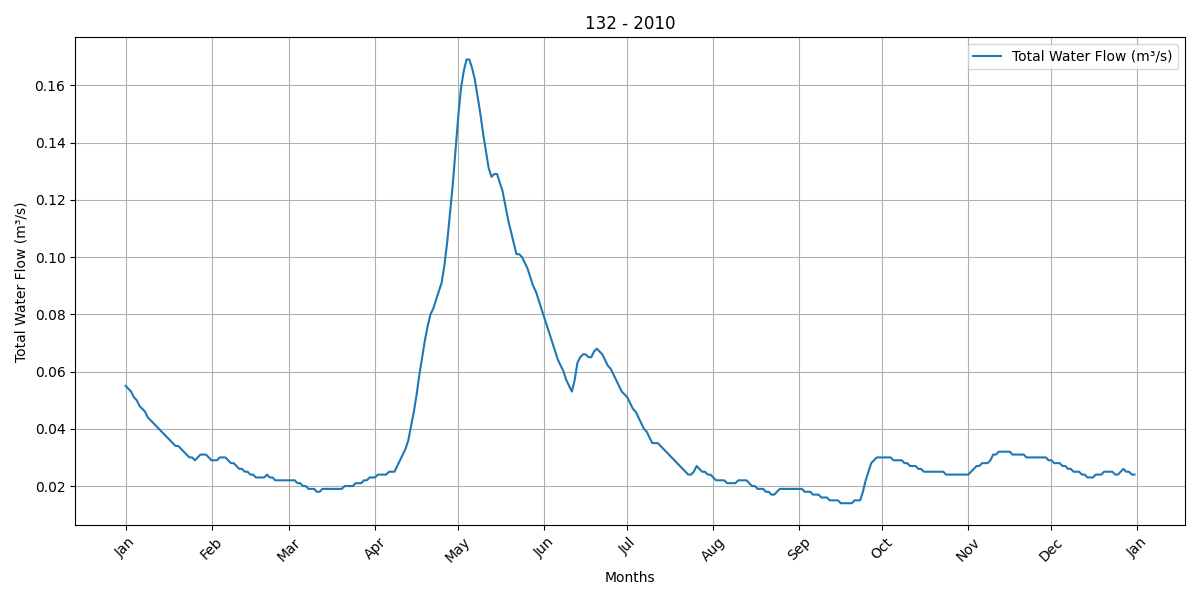 132 - 2010
Total Water Flow (m³/s)
Total Water Flow (m³/s)
0.16
0.14
0.12
0.10
0.08
0.06
0.04
0.02
Jan Feb Mar Apr May Jun Jul Aug Sep Oct Nov Dec Jan
Months